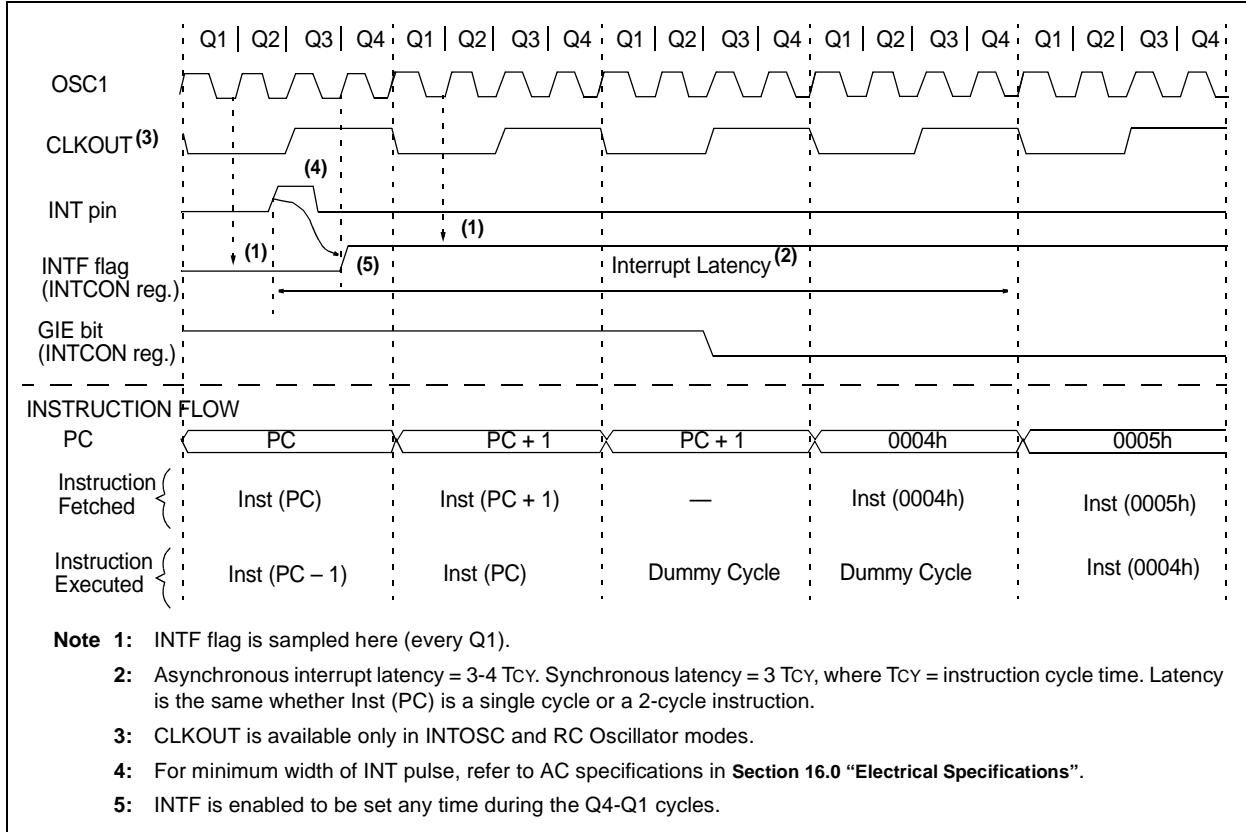 Q1 | Q2 | Q3 | Q4 Q1 | Q2 | Q3 | Q4 Q1 | Q2 | Q3 | Q4 Q1 | Q2 | Q3 | Q4 Q1 | Q2 | Q3 | Q4
OSC1
CLKOUT (3)
(4)
INT pin
(1)
(1)
(5)
INTF flag
(INTCON reg.)
Interrupt Latency (2)
GIE bit
(INTCON reg.)
INSTRUCTION FLOW
PC PC PC + 1 PC + 1 0004h 0005h
Instruction
Fetched
Inst (PC) Inst (PC + 1) — Inst (0004h) Inst (0005h)
Instruction
Executed
Inst (PC – 1) Inst (PC) Dummy Cycle Dummy Cycle Inst (0004h)
Note 1: INTF flag is sampled here (every Q1).
2: Asynchronous interrupt latency = 3-4 TCY. Synchronous latency = 3 TCY, where TCY = instruction cycle time. Latency
is the same whether Inst (PC) is a single cycle or a 2-cycle instruction.
3: CLKOUT is available only in INTOSC and RC Oscillator modes.
4: For minimum width of INT pulse, refer to AC specifications in Section 16.0 “Electrical Specifications”.
5: INTF is enabled to be set any time during the Q4-Q1 cycles.